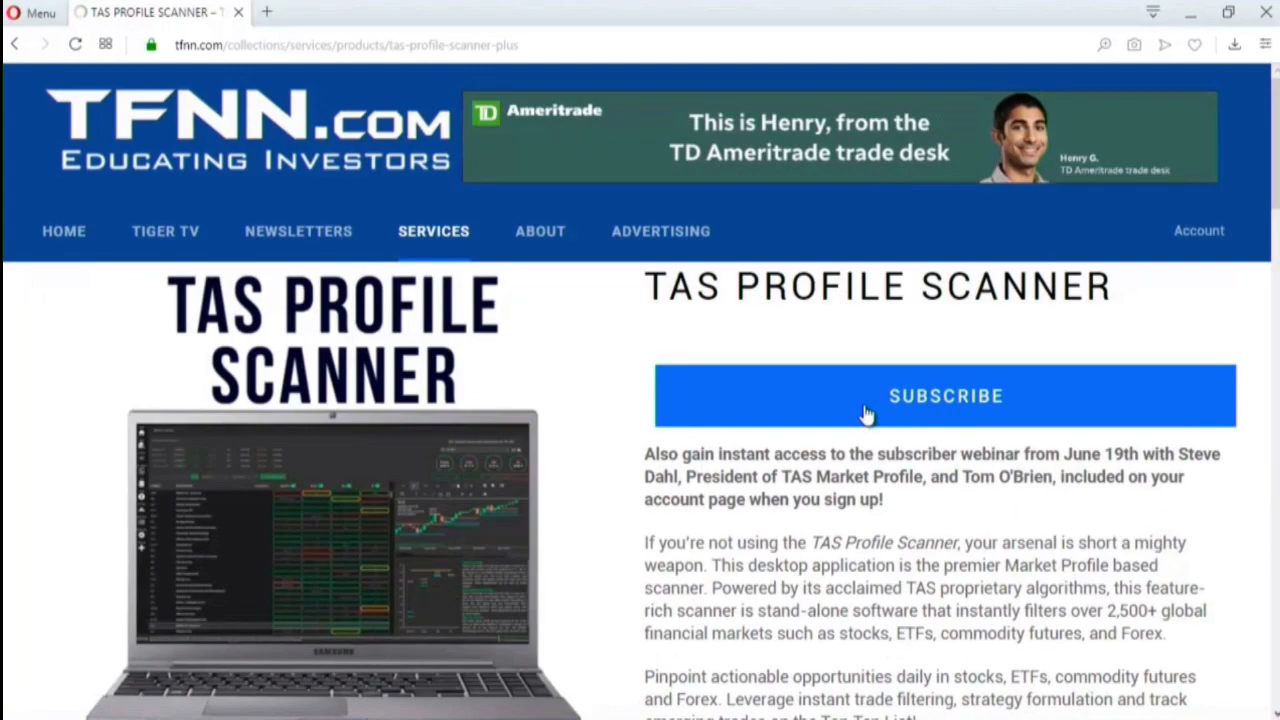 Menu
TAS PROFILE SCANNER –
tfnn.com/collections/services/products/tas-profile-scanner-plus
TFNN.COM
EDUCATING INVESTORS
TD Ameritrade
This is Henry, from the
TD Ameritrade trade desk
Henry G.
TD Ameritrade trade desk
HOME
TIGER TV
NEWSLETTERS
SERVICES
ABOUT
ADVERTISING
Account
TAS PROFILE
SCANNER
SAMSUNG
TAS PROFILE SCANNER
SUBSCRIBE
Also gain instant access to the subscriber webinar from June 19th with Steve
Dahl, President of TAS Market Profile, and Tom O'Brien, included on your
account page when you sign up!
If you're not using the TAS Profile Scanner, your arsenal is short a mighty
weapon. This desktop application is the premier Market Profile based
scanner. Powered by its acclaimed TAS proprietary algorithms, this feature-
rich scanner is stand-alone software that instantly filters over 2,500+ global
financial markets such as stocks, ETFs, commodity futures, and Forex.
Pinpoint actionable opportunities daily in stocks, ETFs, commodity futures
and Forex. Leverage instant trade filtering, strategy formulation and track
emerging trades on the Top Ten List!